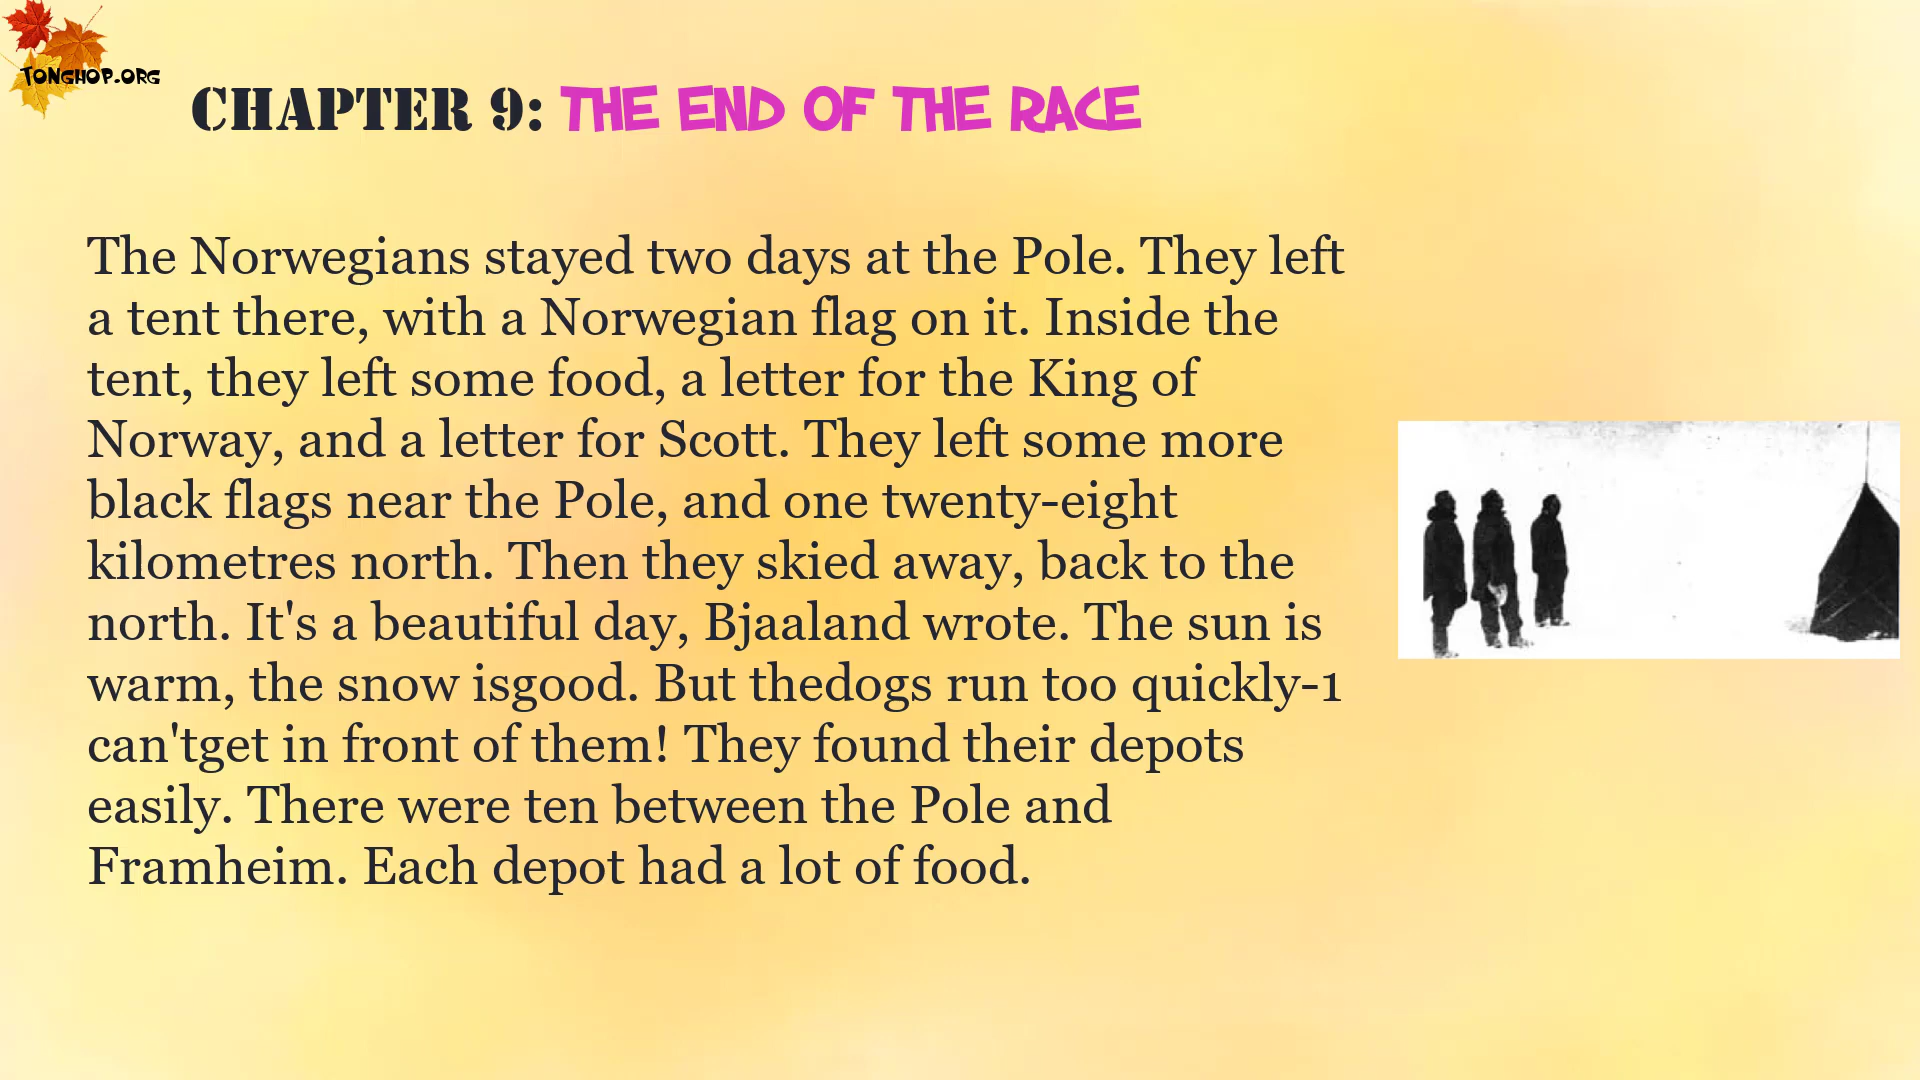 TONGHOP.ORG
CHAPTER 9: THE END OF THE RACE
The Norwegians stayed two days at the Pole. They left
a tent there, with a Norwegian flag on it. Inside the
tent, they left some food, a letter for the King of
Norway, and a letter for Scott. They left some more
black flags near the Pole, and one twenty-eight
kilometres north. Then they skied away, back to the
north. It's a beautiful day, Bjaaland wrote. The sun is
warm, the snow isgood. But thedogs run too quickly-1
can'tget in front of them! They found their depots
easily. There were ten between the Pole and
Framheim. Each depot had a lot of food.